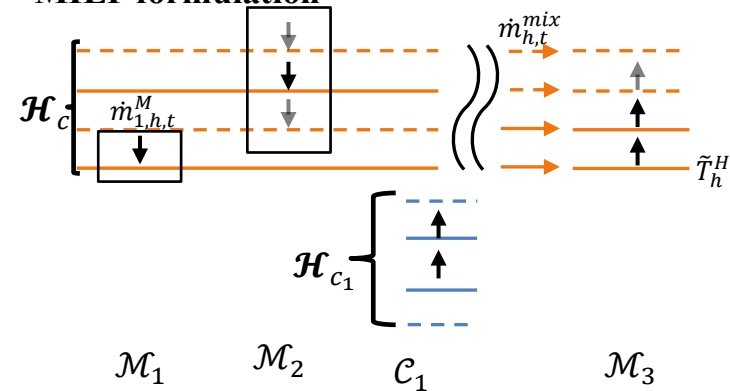 MILP formulation
ṁ^{mix}_{h,t}
𝓗_c
ṁ^M_{1,h,t}
T̃^H_h
𝓗_{c_1}
ℳ_1
ℳ_2
𝒞_1
ℳ_3